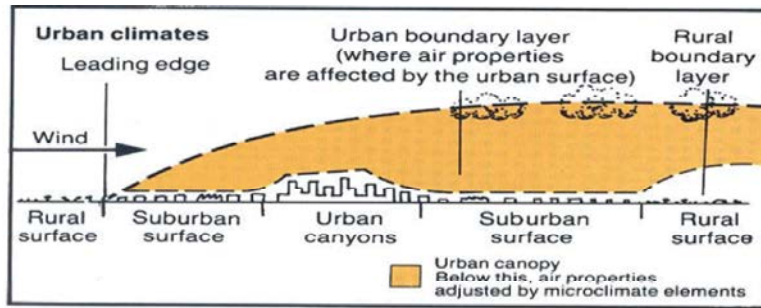 Urban climates
Leading edge
Urban boundary layer
(where air properties
are affected by the urban surface)
Rural
boundary
layer
Wind
Rural
surface
Suburban
surface
Urban
canyons
Suburban
surface
Rural
surface
Urban canopy
Below this, air properties
adjusted by microclimate elements